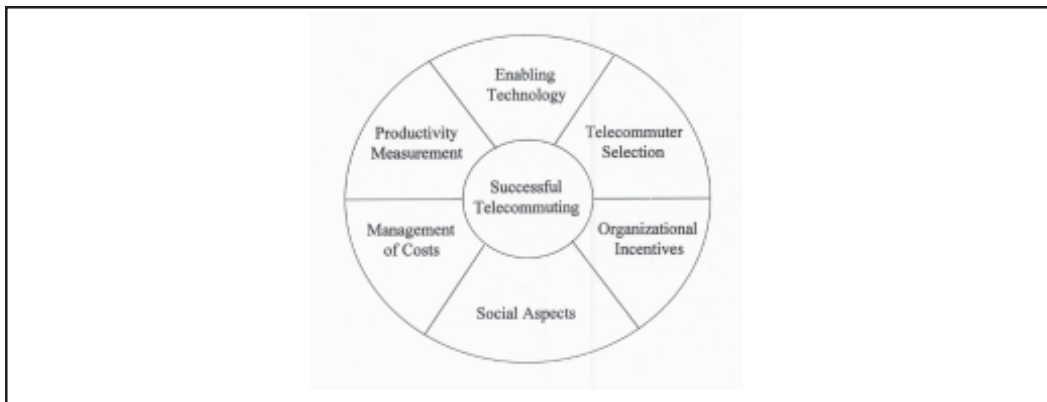 Enabling
Technology
Telecommuter
Selection
Productivity
Measurement
Successful
Telecommuting
Organizational
Incentives
Management
of Costs
Social Aspects